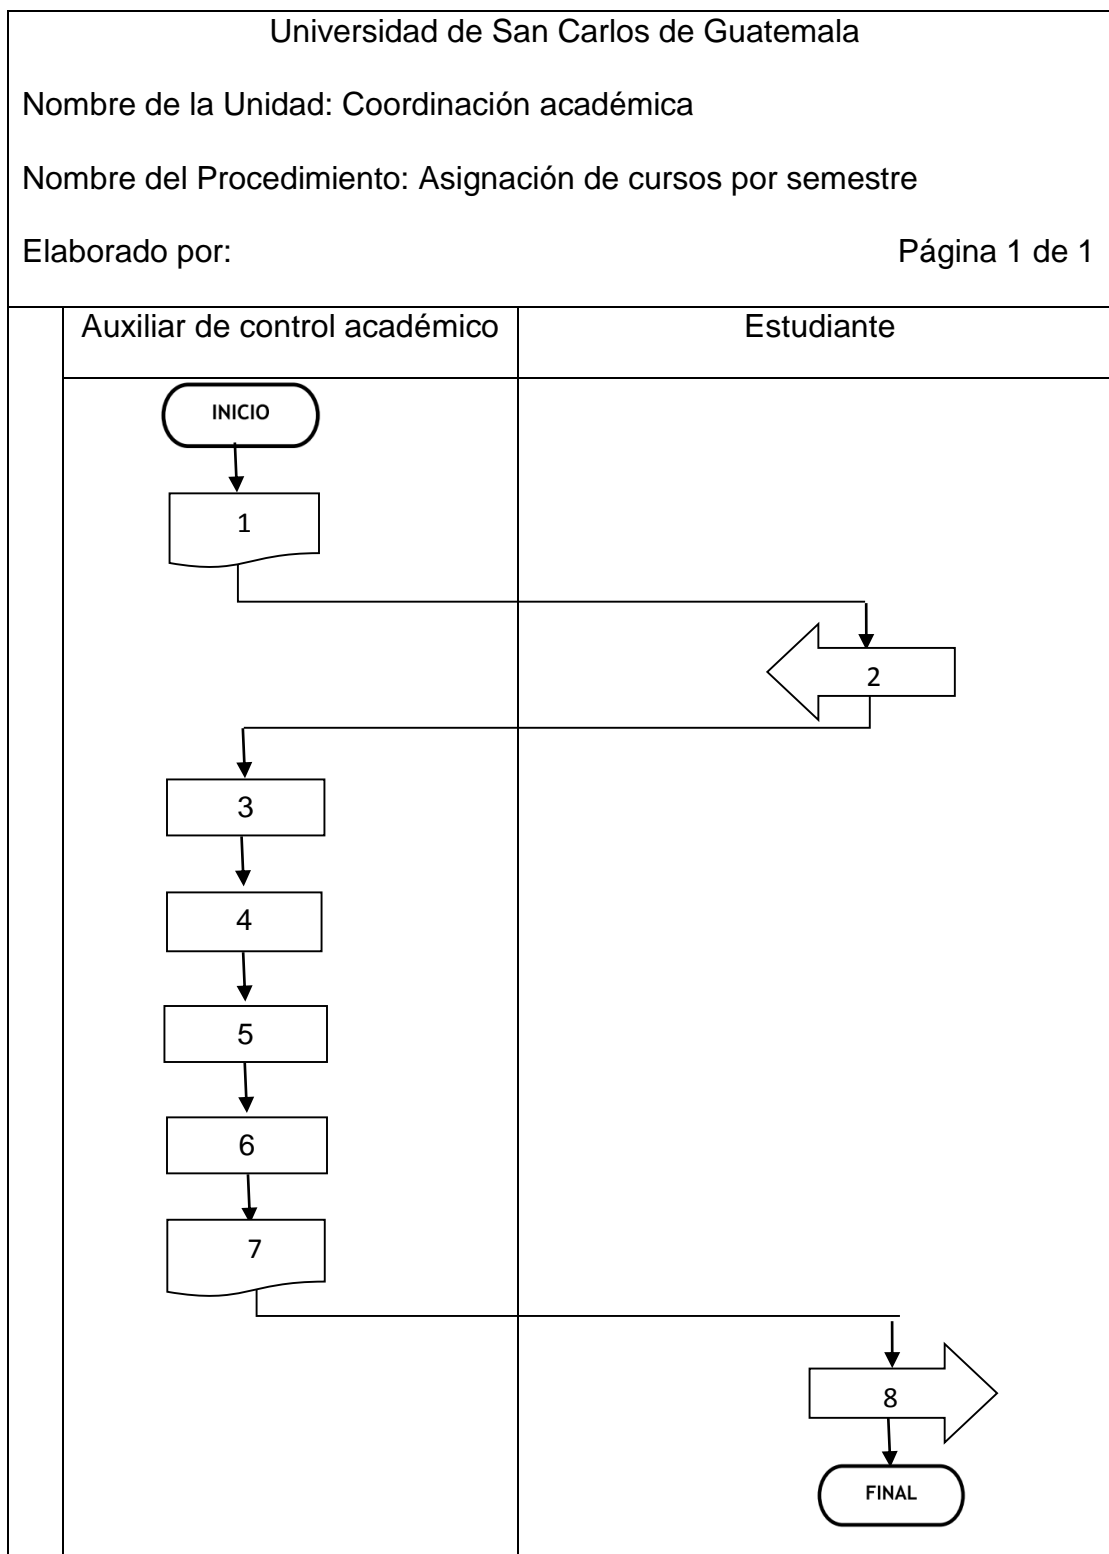 Universidad de San Carlos de Guatemala
Nombre de la Unidad: Coordinación académica
Nombre del Procedimiento: Asignación de cursos por semestre
Elaborado por: Página 1 de 1
Auxiliar de control académico Estudiante
INICIO
1
2
3
4
5
6
7
8
FINAL